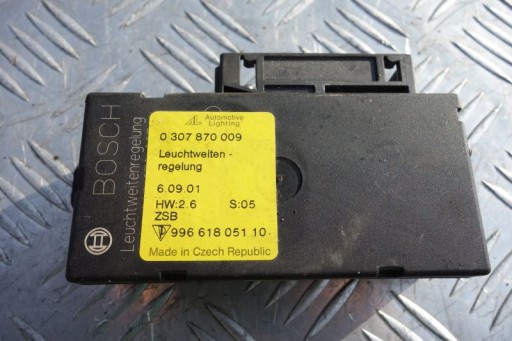 BOSCH
Leuchtweitenregelung
Automotive
Lighting
0 307 870 009
Leuchtweiten -
regelung
6.09.01
HW:2.6 S:05
ZSB
996 618 051 10
Made in Czech Republic